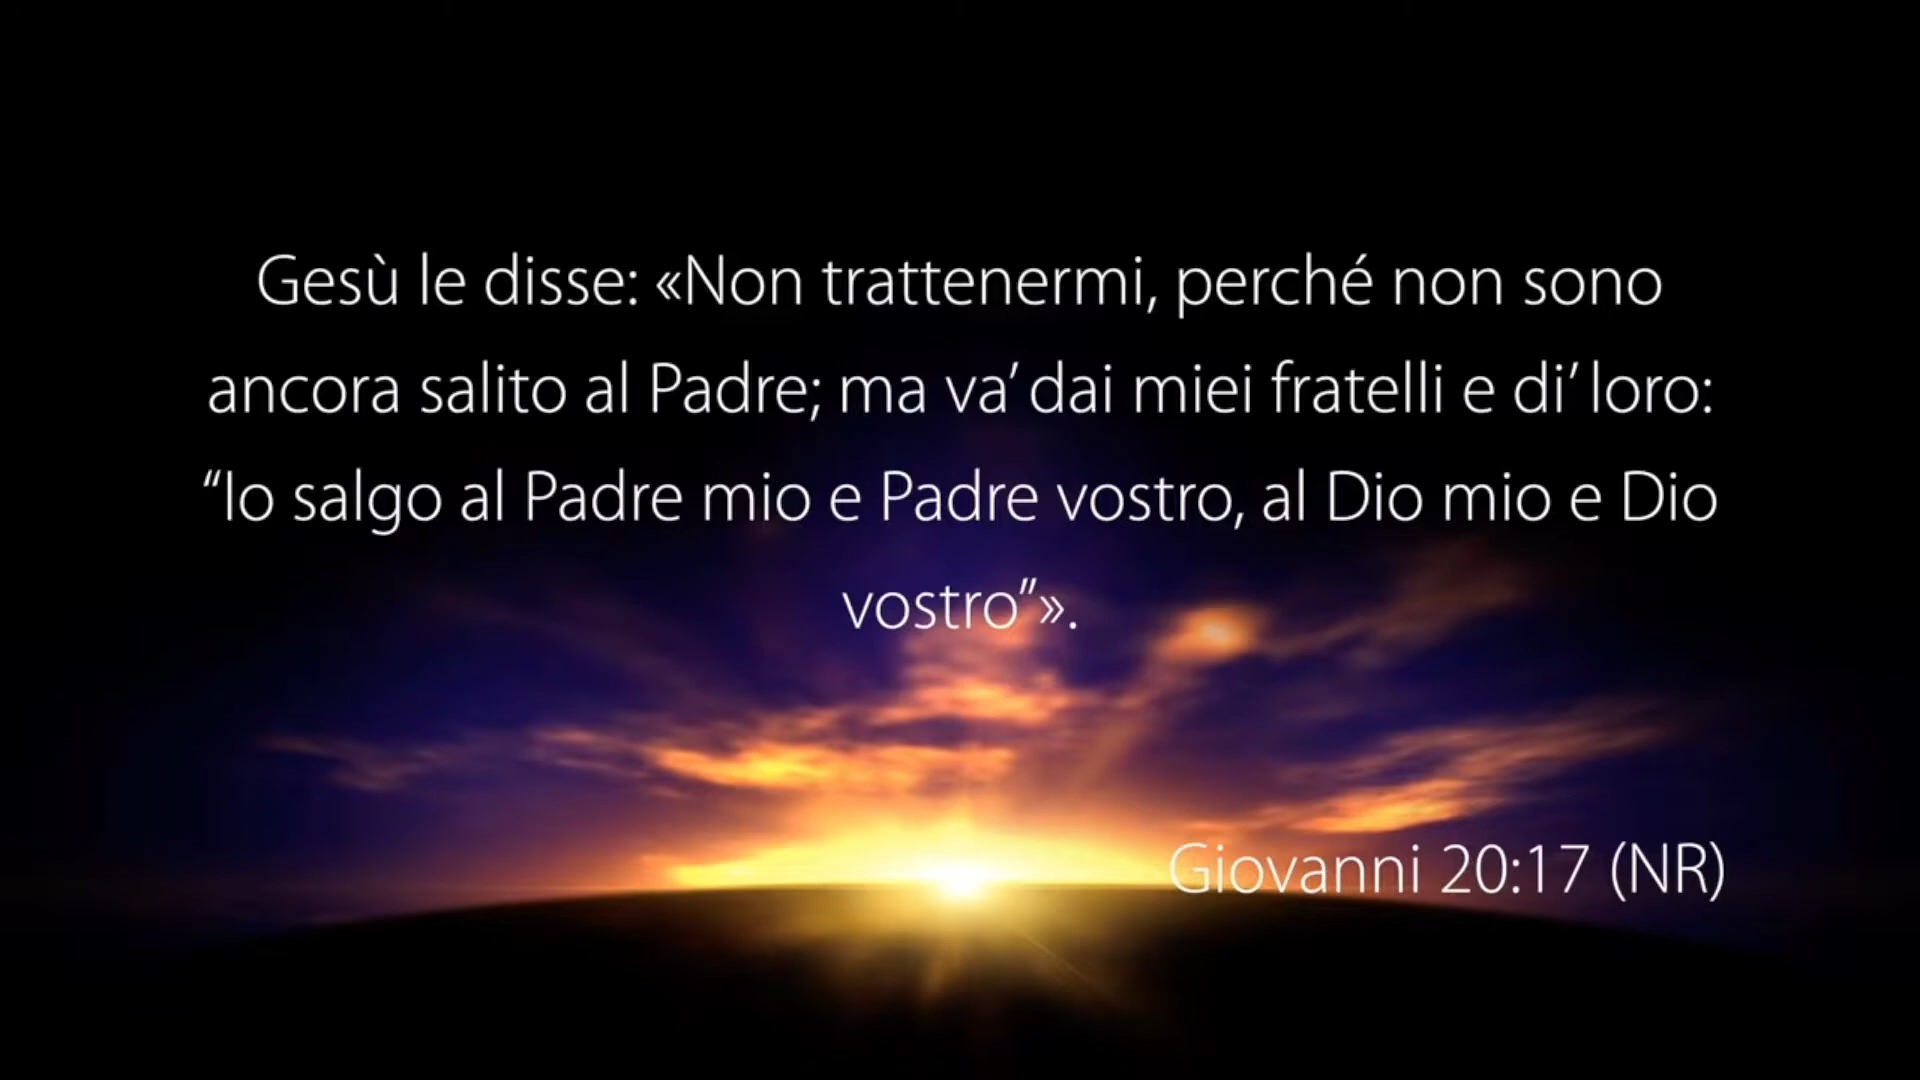 Gesù le disse: «Non trattenermi, perché non sono
ancora salito al Padre; ma va’ dai miei fratelli e di’ loro:
“Io salgo al Padre mio e Padre vostro, al Dio mio e Dio
vostro”».
Giovanni 20:17 (NR)